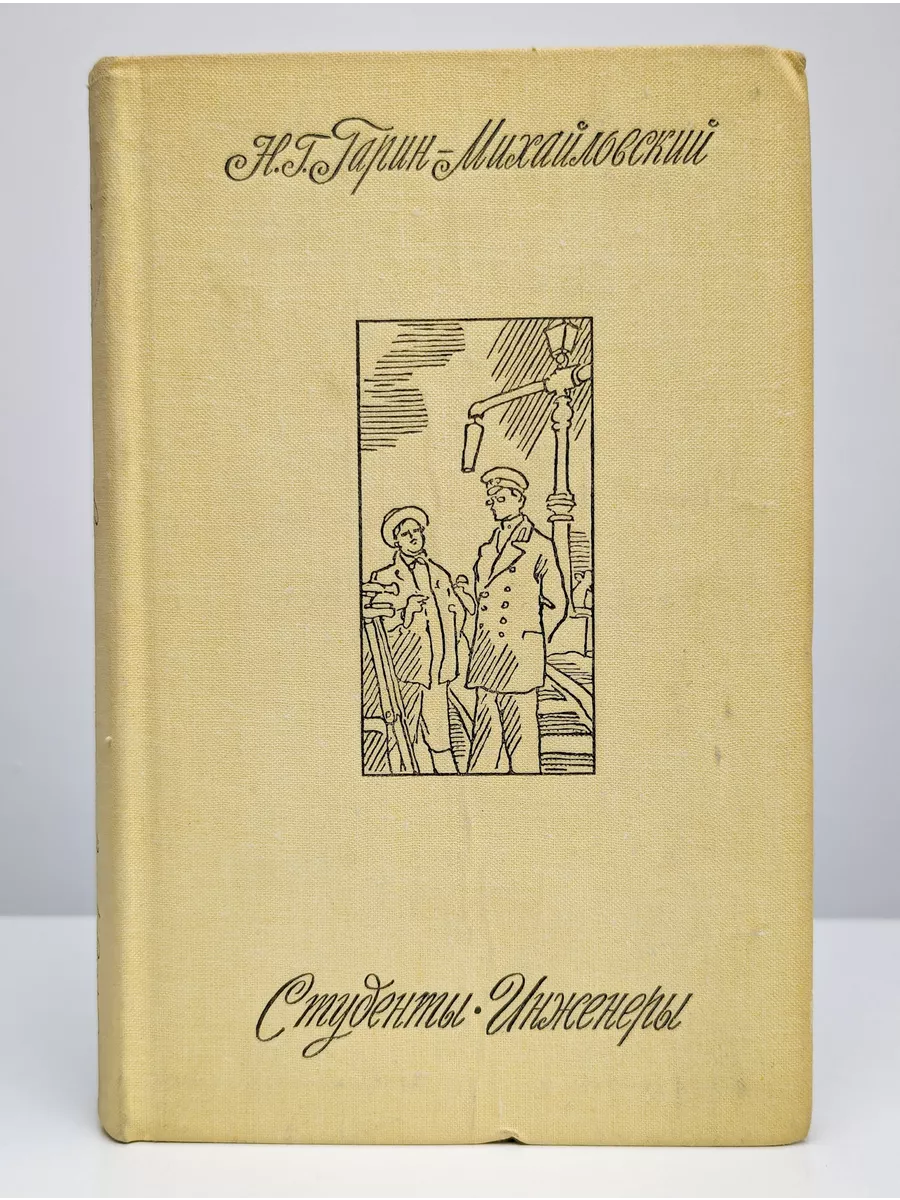 Н.Г.Гарин-Михайловский
Студенты · Инженеры